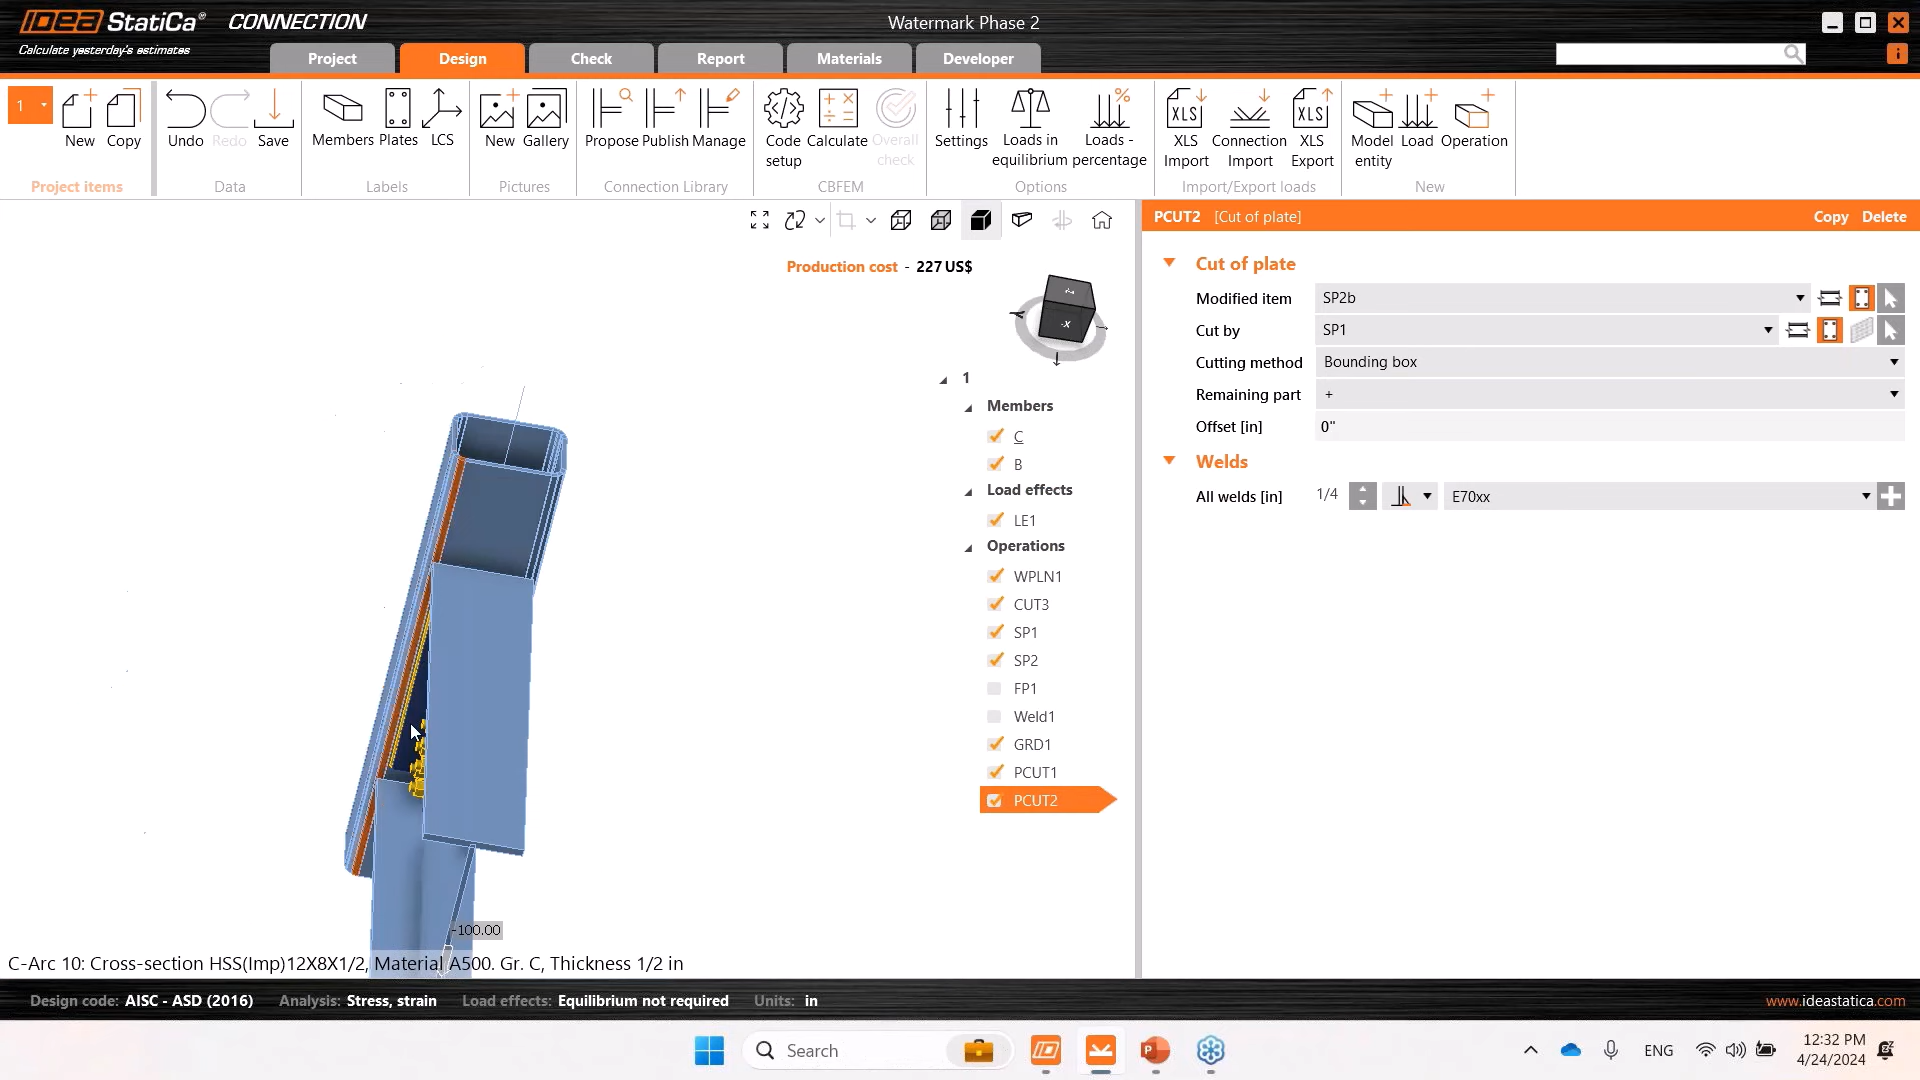 IDEA StatiCa® CONNECTION
Calculate yesterday's estimates
Watermark Phase 2
Project Design Check Report Materials Developer
1
New Copy
Undo Redo Save
Members Plates LCS
New Gallery
Propose Publish Manage
Code setup Calculate Overall check
Settings Loads in equilibrium Loads - percentage
XLS Import Connection Import XLS Export
Model entity Load Operation
Project items Data Labels Pictures Connection Library CBFEM Options Import/Export loads New
PCUT2 [Cut of plate] Copy Delete
Production cost - 227 US$
-X
Cut of plate
Modified item SP2b
Cut by SP1
Cutting method Bounding box
Remaining part +
Offset [in] 0"
Welds
All welds [in] 1/4 E70xx
1
Members
C
B
Load effects
LE1
Operations
WPLN1
CUT3
SP1
SP2
FP1
Weld1
GRD1
PCUT1
PCUT2
-100.00
C-Arc 10: Cross-section HSS(Imp)12X8X1/2, Material A500. Gr. C, Thickness 1/2 in
Design code: AISC - ASD (2016) Analysis: Stress, strain Load effects: Equilibrium not required Units: in
www.ideastatica.com
Search
ENG
12:32 PM
4/24/2024